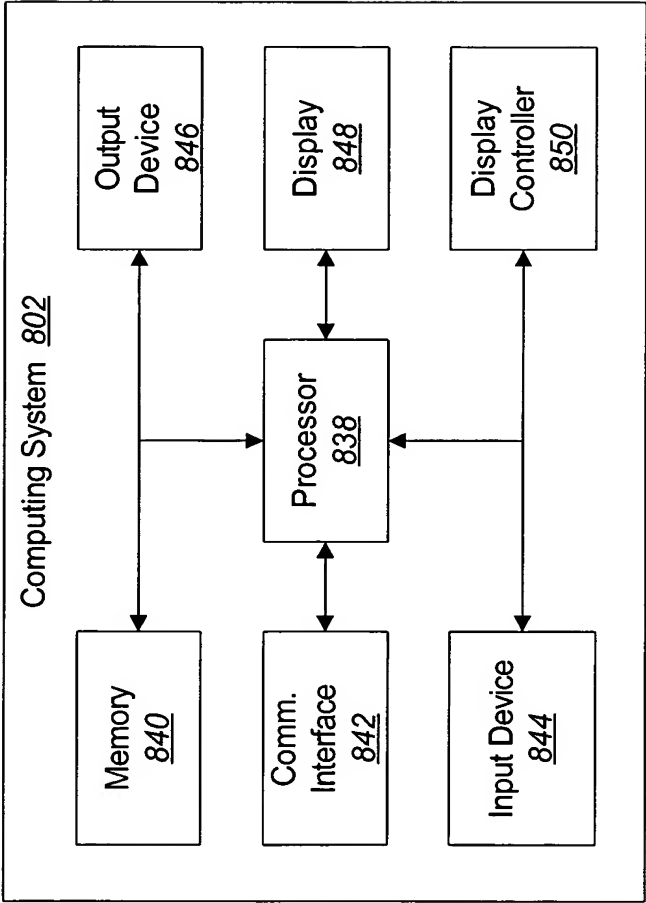 Computing System 802
Memory
840
Output
Device
846
Comm.
Interface
842
Processor
838
Display
848
Input Device
844
Display
Controller
850